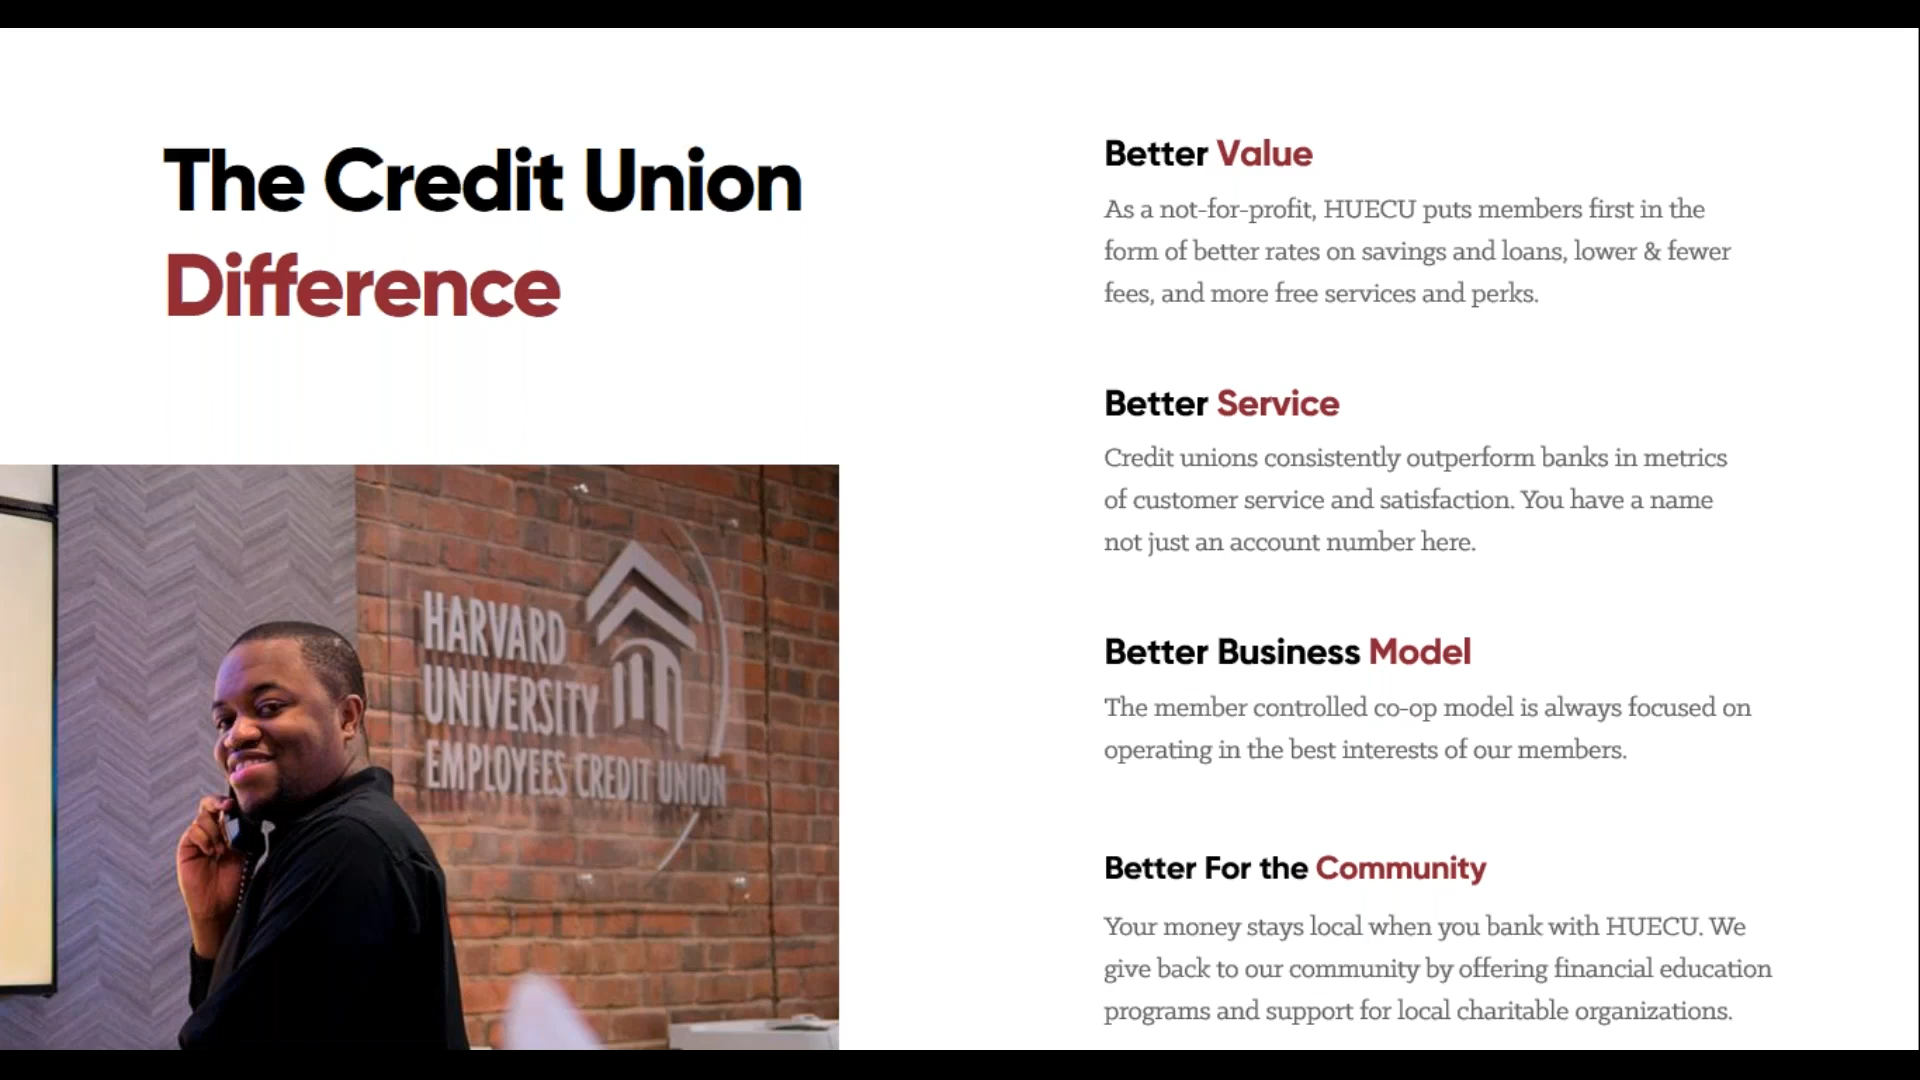 The Credit Union
Difference
HARVARD
UNIVERSITY
EMPLOYEES CREDIT UNION
Better Value
As a not-for-profit, HUECU puts members first in the
form of better rates on savings and loans, lower & fewer
fees, and more free services and perks.
Better Service
Credit unions consistently outperform banks in metrics
of customer service and satisfaction. You have a name
not just an account number here.
Better Business Model
The member controlled co-op model is always focused on
operating in the best interests of our members.
Better For the Community
Your money stays local when you bank with HUECU. We
give back to our community by offering financial education
programs and support for local charitable organizations.